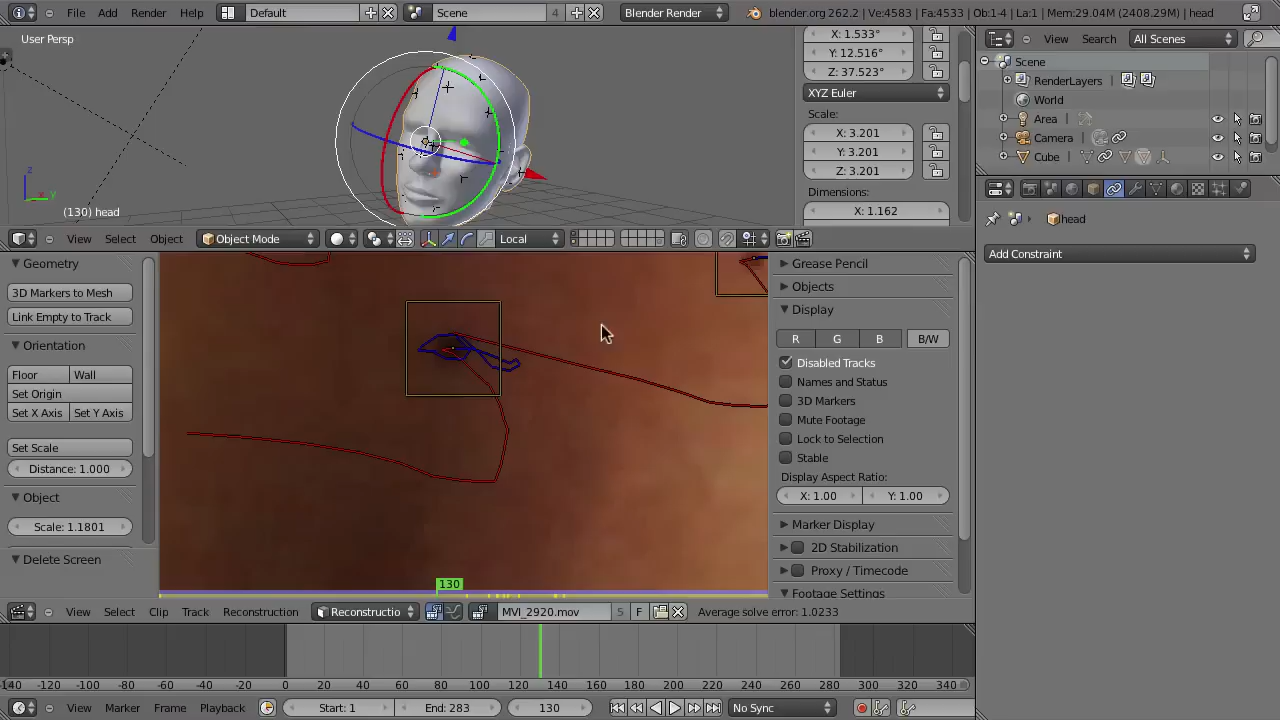 File Add Render Help Default Scene 4 Blender Render blender.org 262.2 | Ve:4583 | Fa:4533 | Ob:1-4 | La:1 | Mem:29.04M (2408.29M) | head
User Persp
(130) head
View Select Object Object Mode Local
X: 1.533°
Y: 12.516°
Z: 37.523°
XYZ Euler
Scale:
X: 3.201
Y: 3.201
Z: 3.201
Dimensions:
X: 1.162
View Search All Scenes
Scene
RenderLayers
World
Area
Camera
Cube
head
Add Constraint
Geometry
3D Markers to Mesh
Link Empty to Track
Orientation
Floor Wall
Set Origin
Set X Axis Set Y Axis
Set Scale
Distance: 1.000
Object
Scale: 1.1801
Delete Screen
130
Grease Pencil
Objects
Display
R G B B/W
Disabled Tracks
Names and Status
3D Markers
Mute Footage
Lock to Selection
Stable
Display Aspect Ratio:
X: 1.00 Y: 1.00
Marker Display
2D Stabilization
Proxy / Timecode
Footage Settings
View Select Clip Track Reconstruction Reconstructio MVI_2920.mov 5 F Average solve error: 1.0233
-140 -120 -100 -80 -60 -40 -20 0 20 40 60 80 100 120 140 160 180 200 220 240 260 280 300 320 340
View Marker Frame Playback Start: 1 End: 283 130 No Sync